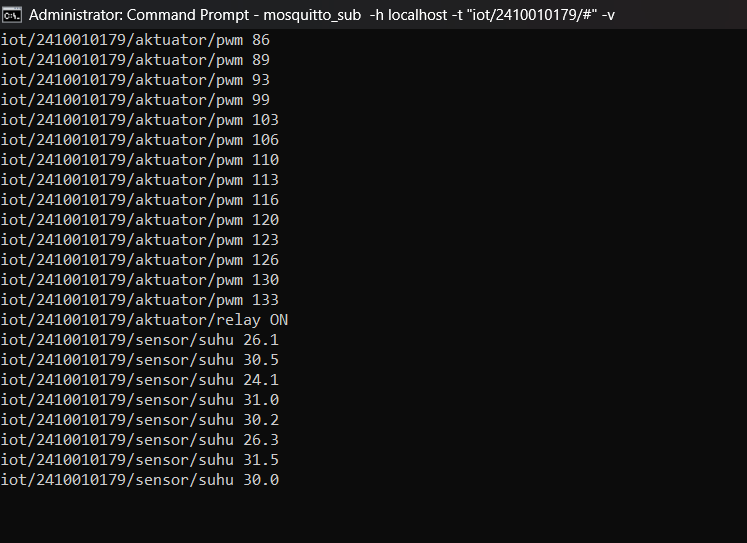 C:\. Administrator: Command Prompt - mosquitto_sub -h localhost -t "iot/2410010179/#" -v
iot/2410010179/aktuator/pwm 86
iot/2410010179/aktuator/pwm 89
iot/2410010179/aktuator/pwm 93
iot/2410010179/aktuator/pwm 99
iot/2410010179/aktuator/pwm 103
iot/2410010179/aktuator/pwm 106
iot/2410010179/aktuator/pwm 110
iot/2410010179/aktuator/pwm 113
iot/2410010179/aktuator/pwm 116
iot/2410010179/aktuator/pwm 120
iot/2410010179/aktuator/pwm 123
iot/2410010179/aktuator/pwm 126
iot/2410010179/aktuator/pwm 130
iot/2410010179/aktuator/pwm 133
iot/2410010179/aktuator/relay ON
iot/2410010179/sensor/suhu 26.1
iot/2410010179/sensor/suhu 30.5
iot/2410010179/sensor/suhu 24.1
iot/2410010179/sensor/suhu 31.0
iot/2410010179/sensor/suhu 30.2
iot/2410010179/sensor/suhu 26.3
iot/2410010179/sensor/suhu 31.5
iot/2410010179/sensor/suhu 30.0